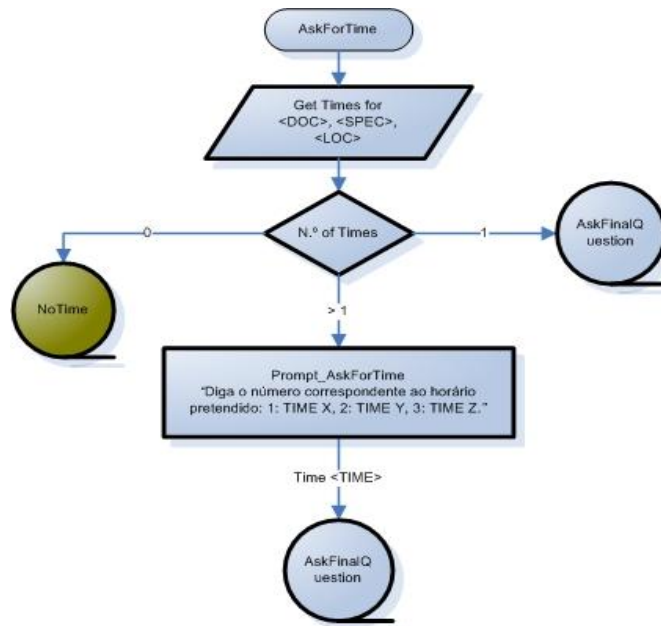 AskForTime
Get Times for
<DOC>, <SPEC>,
<LOC>
N.º of Times
0
1
AskFinalQ
uestion
NoTime
> 1
Prompt_AskForTime
“Diga o número correspondente ao horário
pretendido: 1: TIME X, 2: TIME Y, 3: TIME Z.”
Time <TIME>
AskFinalQ
uestion